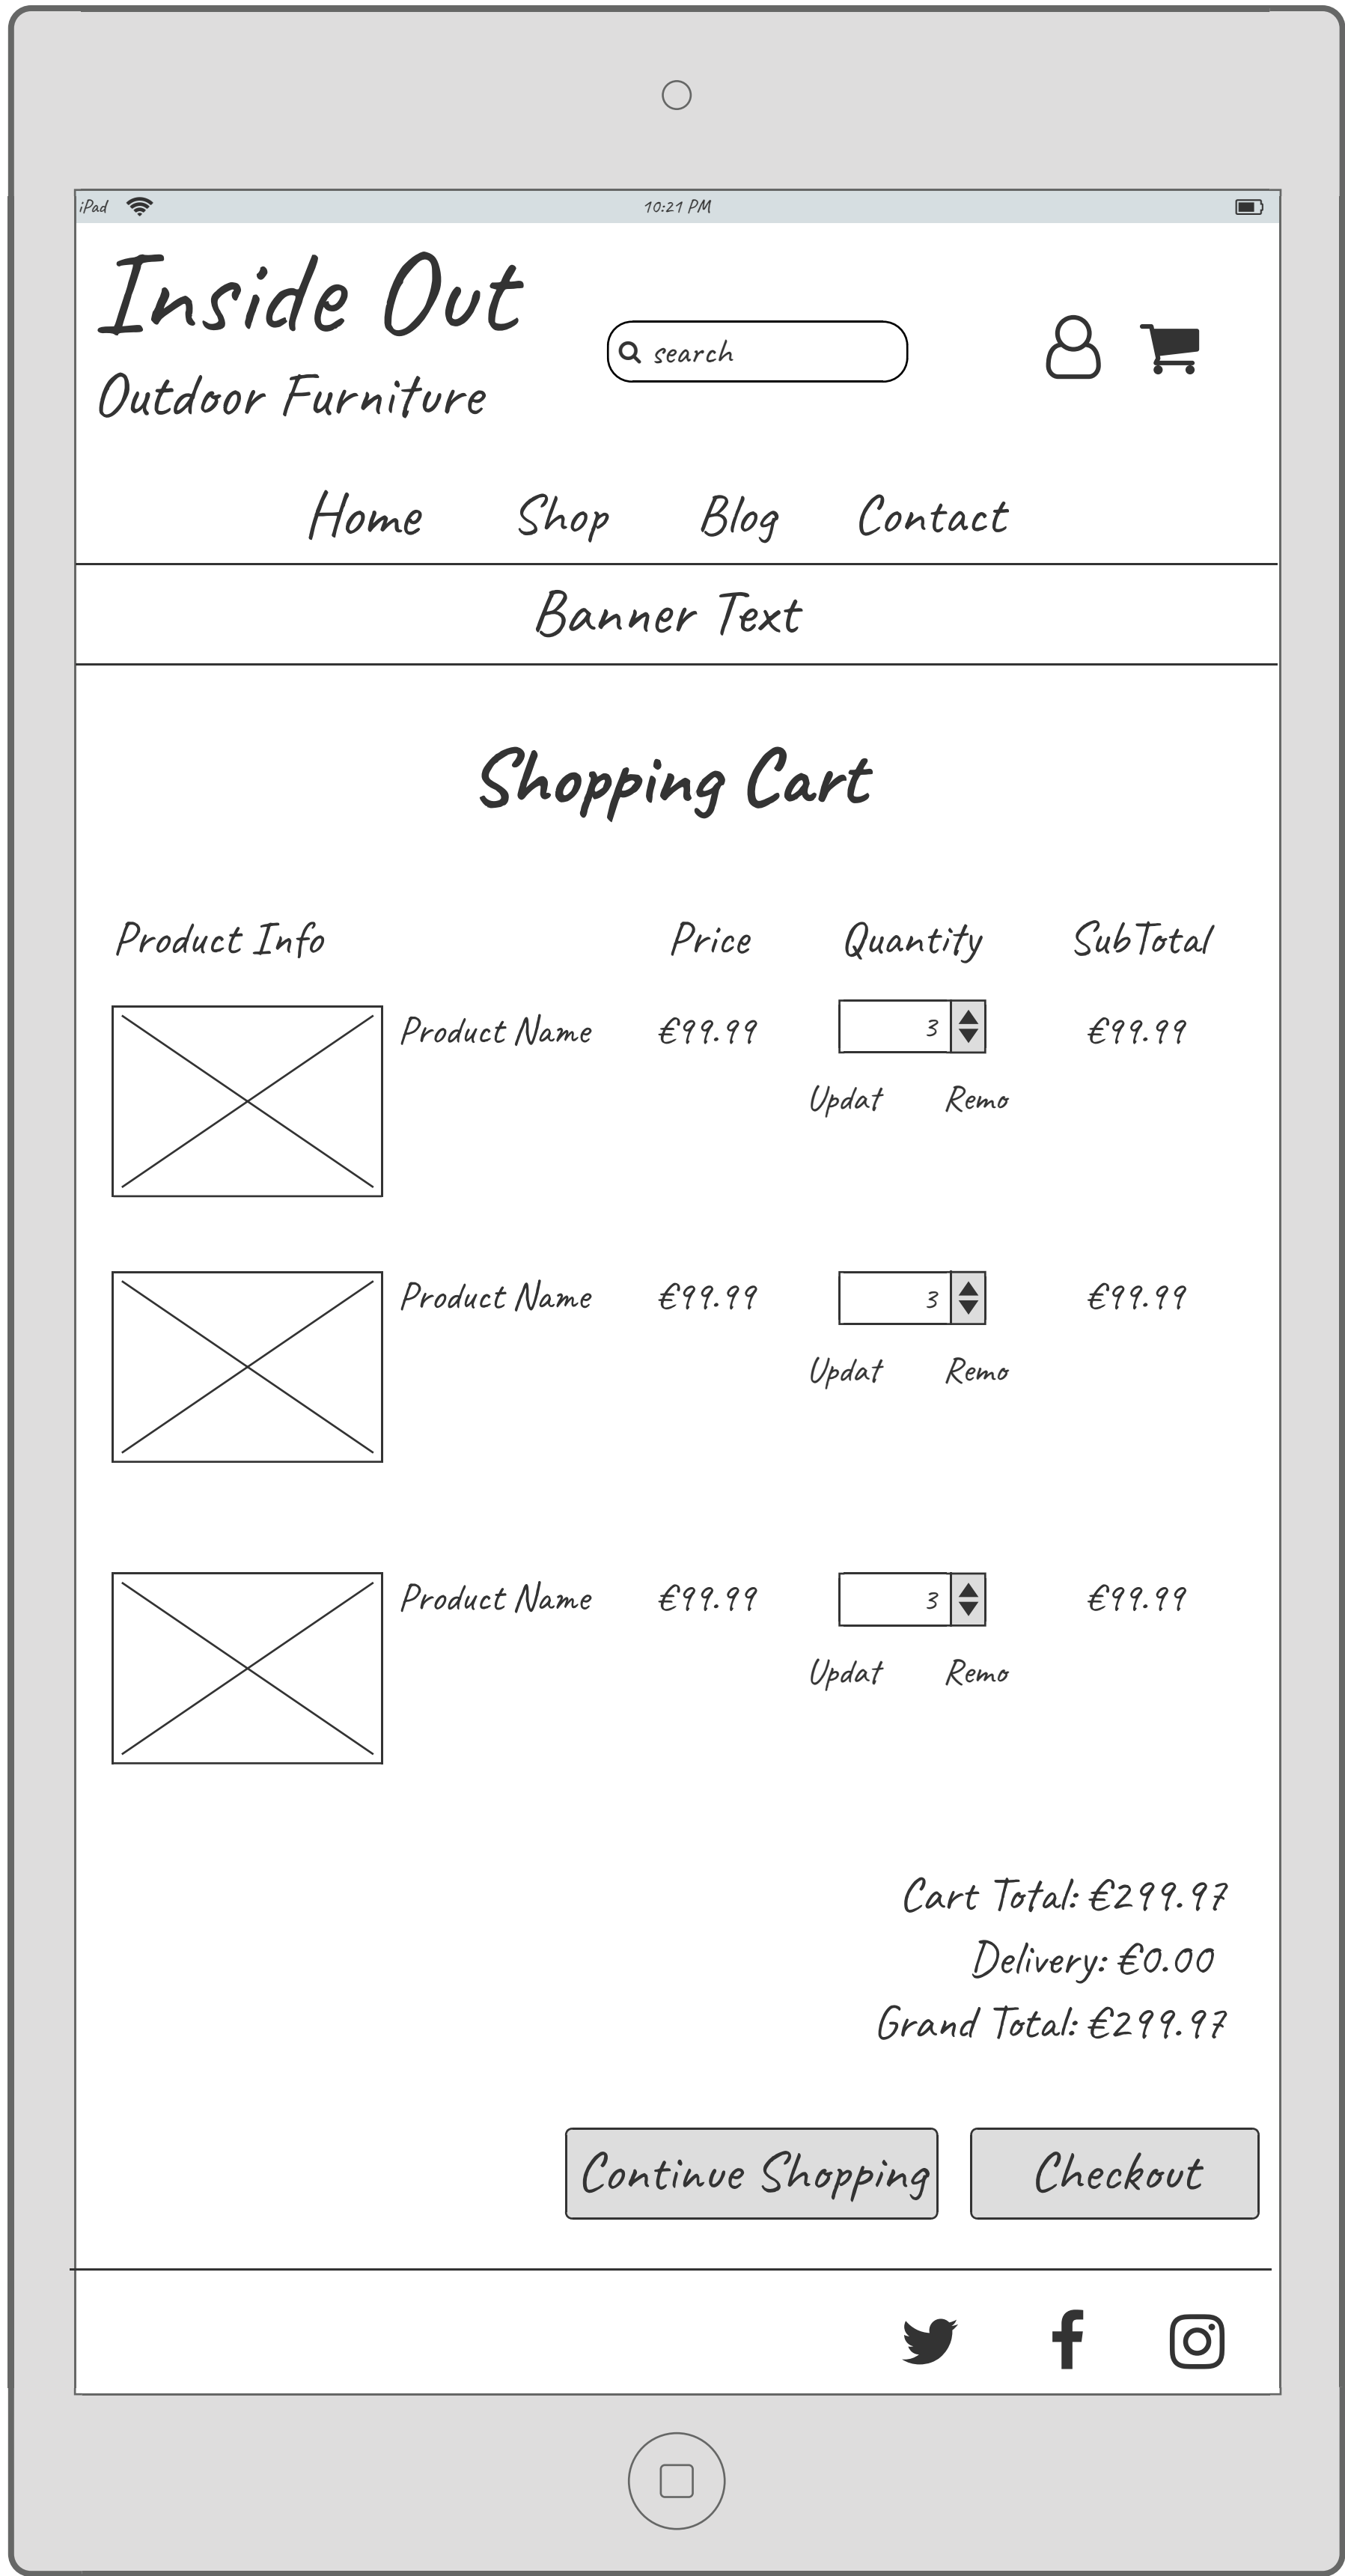 iPad 10:21 PM
Inside Out
search
Outdoor Furniture
Home Shop Blog Contact
Banner Text
Shopping Cart
Product Info Price Quantity SubTotal
Product Name €99.99 3 €99.99
Updat Remo
Product Name €99.99 3 €99.99
Updat Remo
Product Name €99.99 3 €99.99
Updat Remo
Cart Total: €299.97
Delivery: €0.00
Grand Total: €299.97
Continue Shopping Checkout